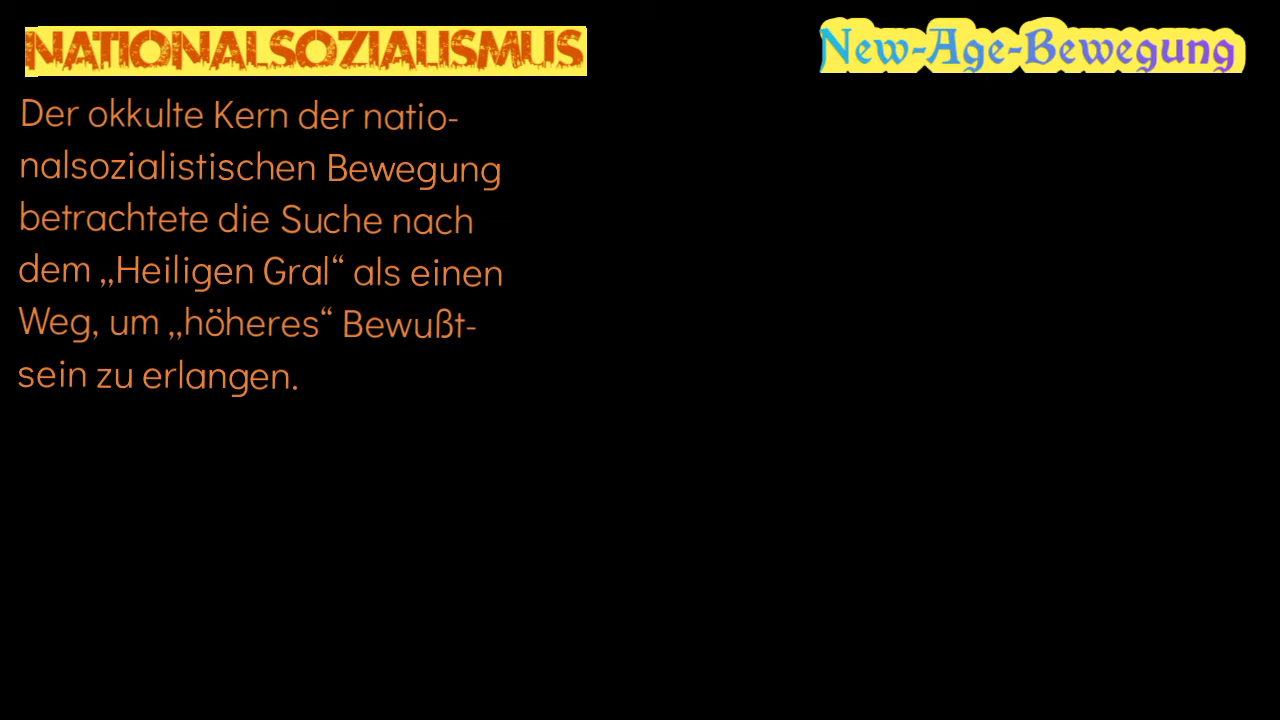 NATIONALSOZIALISMUS
New-Age-Bewegung
Der okkulte Kern der natio-
nalsozialistischen Bewegung
betrachtete die Suche nach
dem „Heiligen Gral“ als einen
Weg, um „höheres“ Bewußt-
sein zu erlangen.